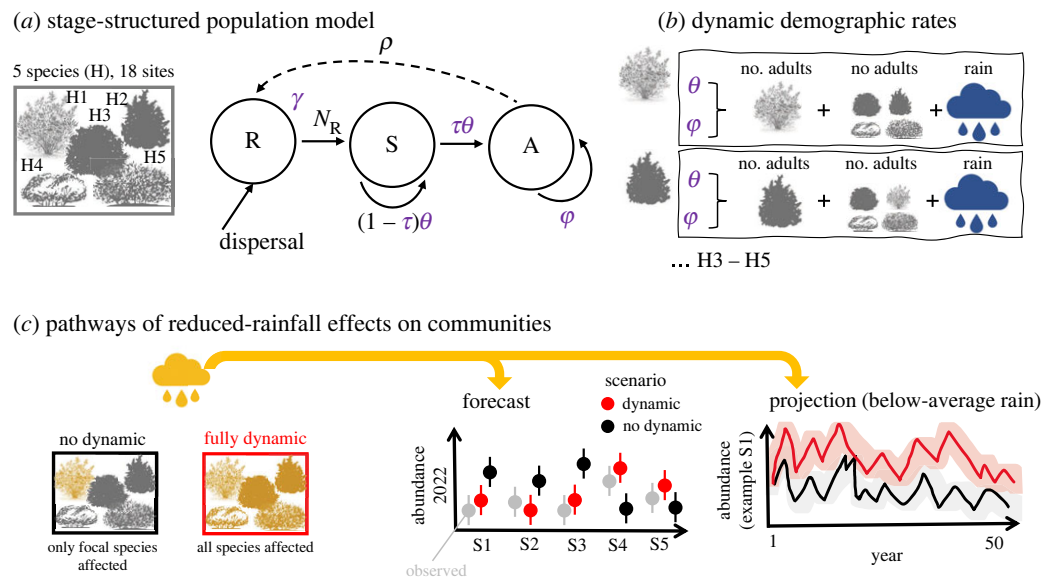 (a) stage-structured population model
5 species (H), 18 sites
H1
H2
H3
H4
H5
ρ
γ
R
N_R
S
τθ
A
(1 – τ)θ
φ
dispersal
(b) dynamic demographic rates
no. adults
no adults
rain
θ
φ
+
+
no. adults
no. adults
rain
θ
φ
+
+
... H3 – H5
(c) pathways of reduced-rainfall effects on communities
no dynamic
only focal species
affected
fully dynamic
all species affected
forecast
scenario
dynamic
no dynamic
abundance
2022
S1
S2
S3
S4
S5
observed
projection (below-average rain)
abundance
(example S1)
1
50
year